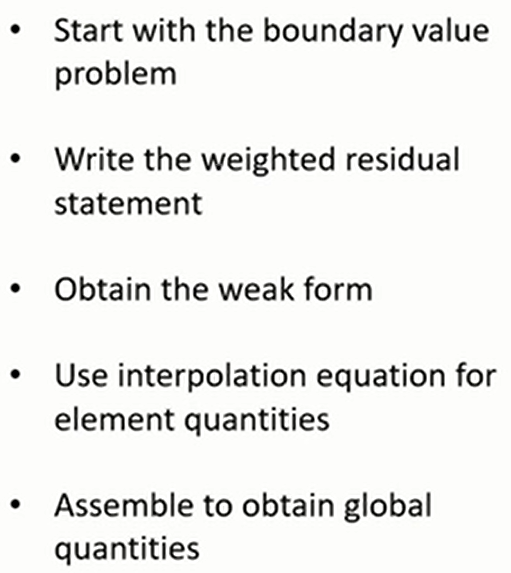 • Start with the boundary value
problem
• Write the weighted residual
statement
• Obtain the weak form
• Use interpolation equation for
element quantities
• Assemble to obtain global
quantities